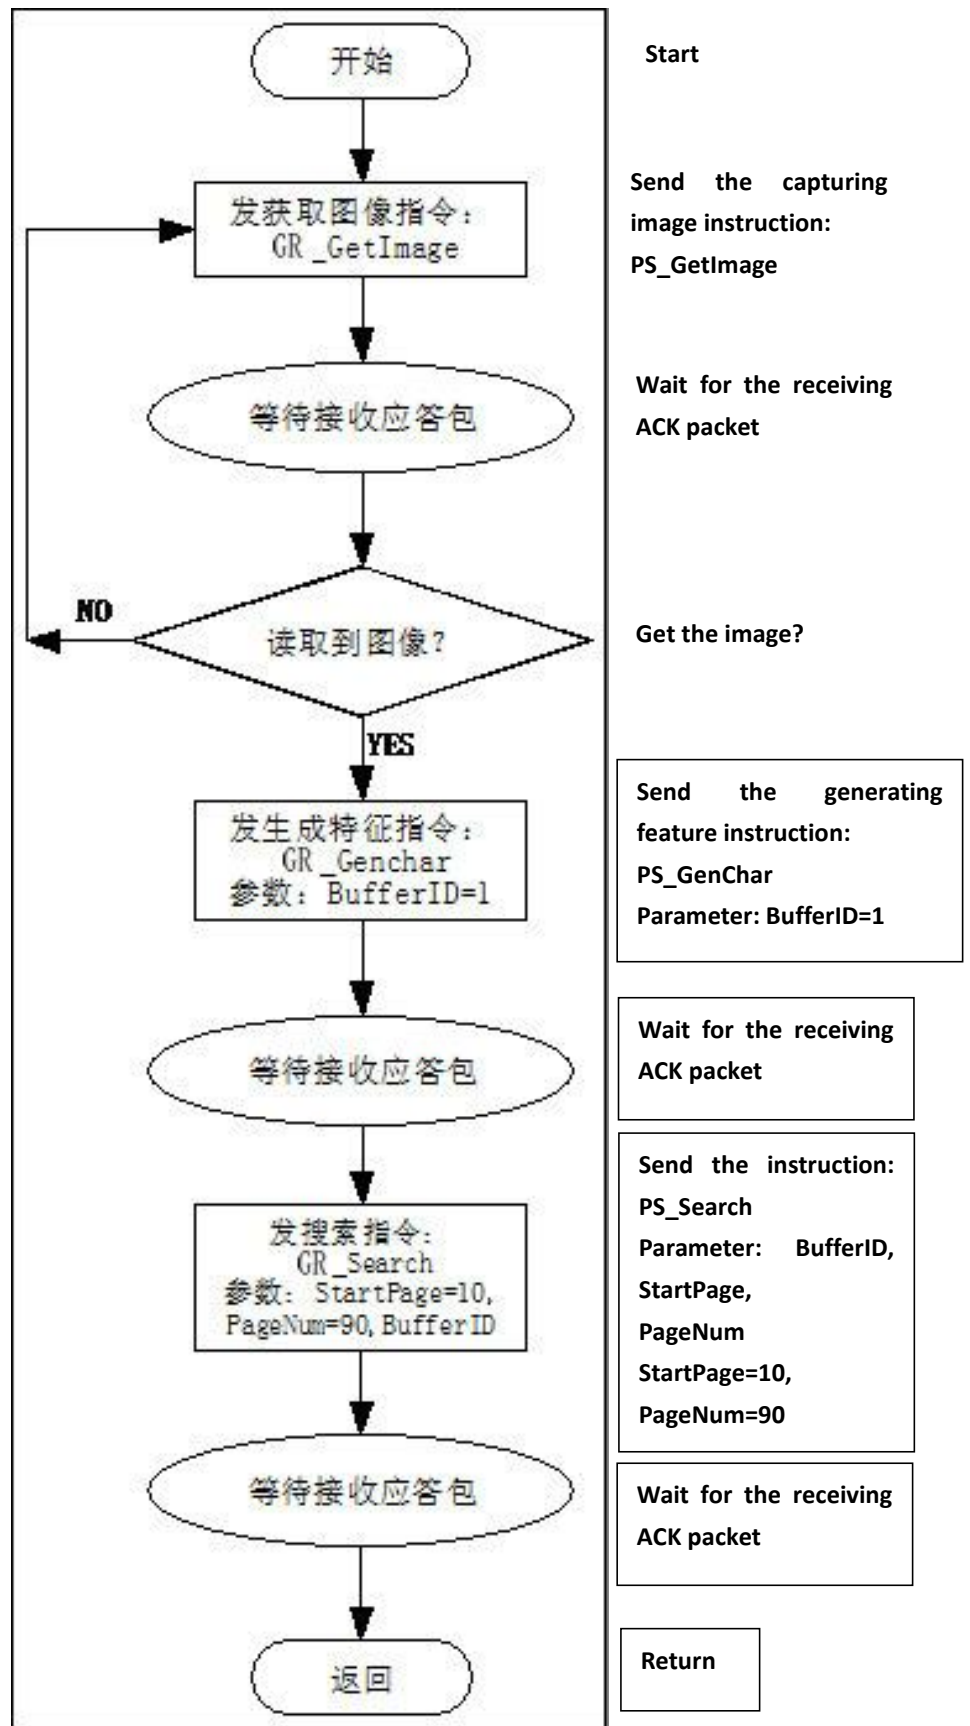 开始
Start
发获取图像指令:
GR_GetImage
Send the capturing
image instruction:
PS_GetImage
等待接收应答包
Wait for the receiving
ACK packet
NO
读取到图像?
Get the image?
YES
发生成特征指令:
GR_Genchar
参数: BufferID=1
Send the generating
feature instruction:
PS_GenChar
Parameter: BufferID=1
等待接收应答包
Wait for the receiving
ACK packet
发搜索指令:
GR_Search
参数: StartPage=10,
PageNum=90,BufferID
Send the instruction:
PS_Search
Parameter: BufferID,
StartPage,
PageNum
StartPage=10,
PageNum=90
等待接收应答包
Wait for the receiving
ACK packet
返回
Return